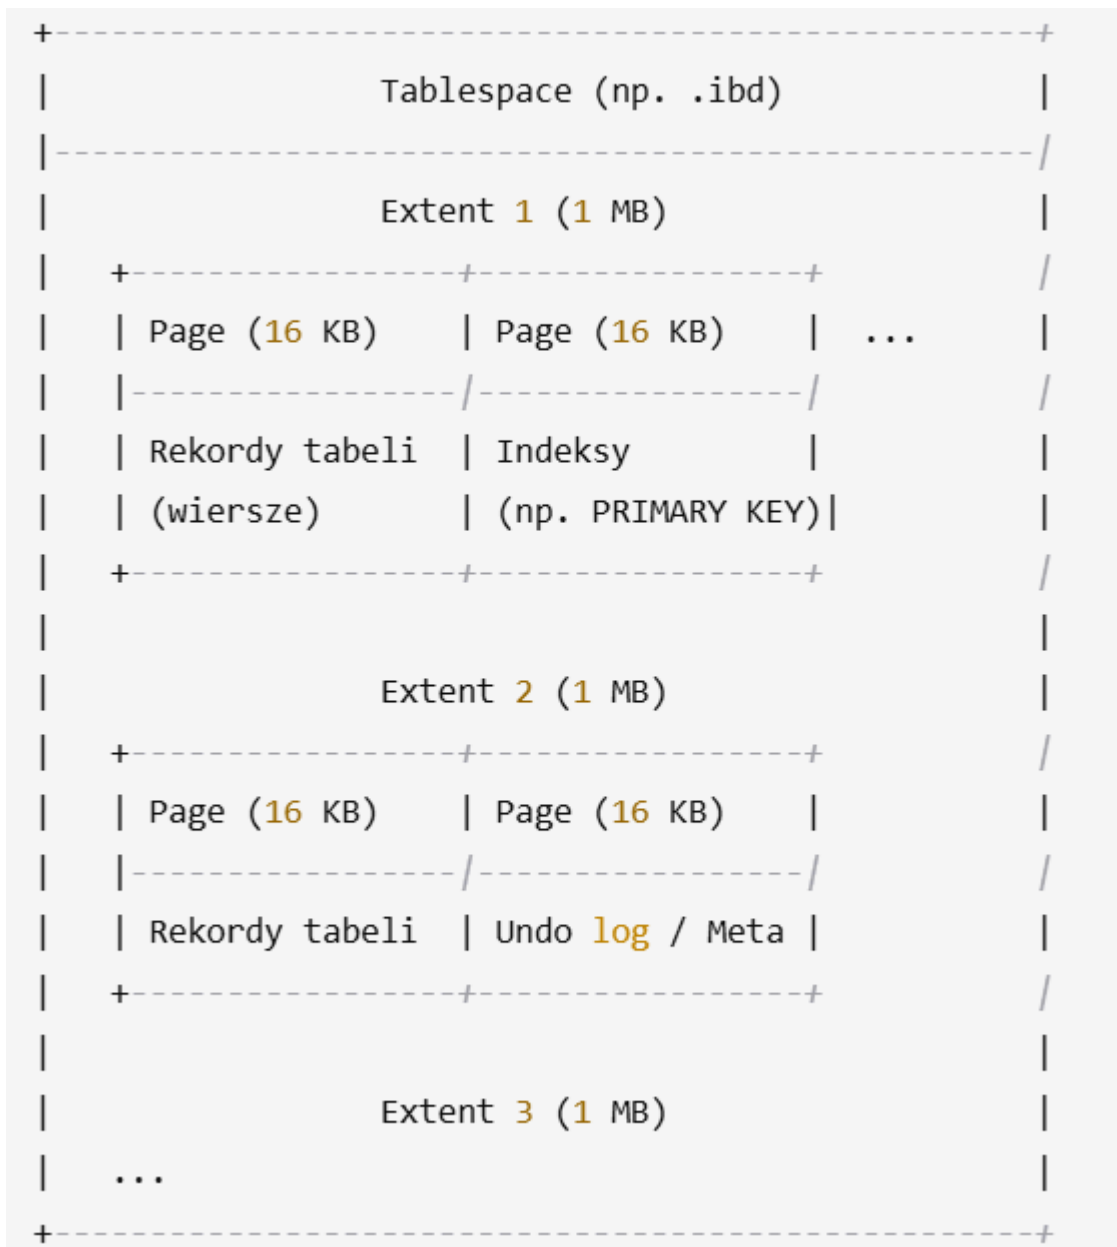 Tablespace (np. .ibd)
Extent 1 (1 MB)
| Page (16 KB) | Page (16 KB) | ...
| Rekordy tabeli | Indeksy |
| (wiersze) | (np. PRIMARY KEY)|
Extent 2 (1 MB)
| Page (16 KB) | Page (16 KB) |
| Rekordy tabeli | Undo log / Meta |
Extent 3 (1 MB)
...